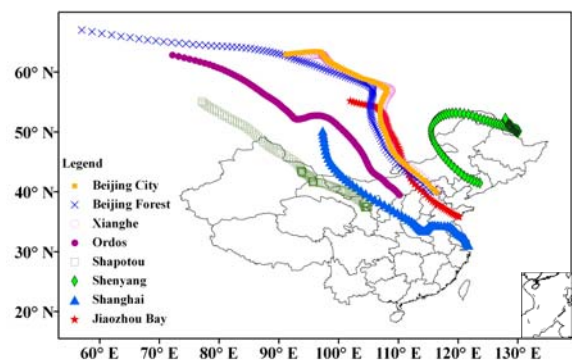 60° N
50° N
40° N
30° N
20° N
Legend
Beijing City
Beijing Forest
Xianghe
Ordos
Shapotou
Shenyang
Shanghai
Jiaozhou Bay
60° E 70° E 80° E 90° E 100° E 110° E 120° E 130° E